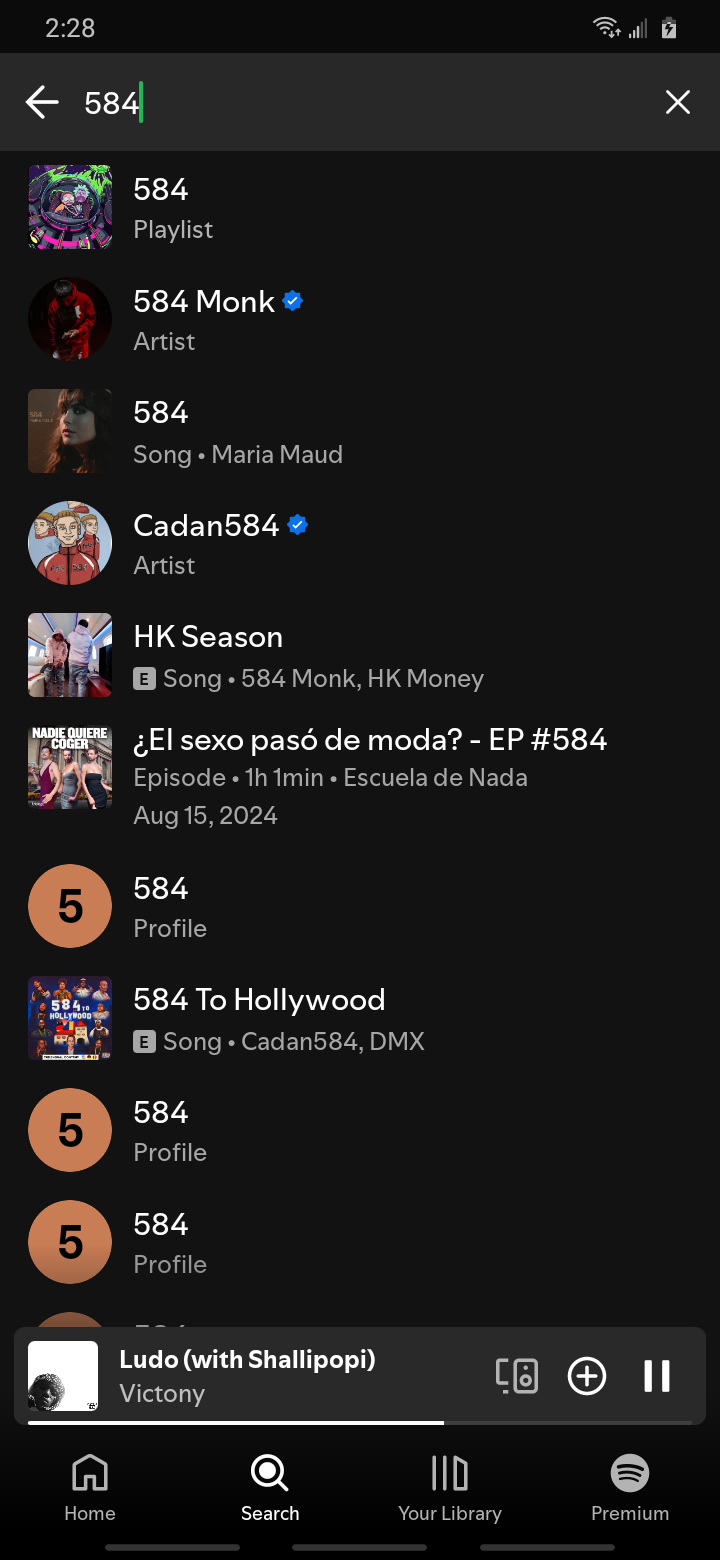 2:28
584
584
Playlist
584 Monk
Artist
584
Song • Maria Maud
Cadan584
Artist
HK Season
E Song • 584 Monk, HK Money
NADIE QUIERE
COGER
¿El sexo pasó de moda? - EP #584
Episode • 1h 1min • Escuela de Nada
Aug 15, 2024
5
584
Profile
584 TO
HOLLYWOOD
584 To Hollywood
E Song • Cadan584, DMX
5
584
Profile
5
584
Profile
Ludo (with Shallipopi)
Victony
Home
Search
Your Library
Premium